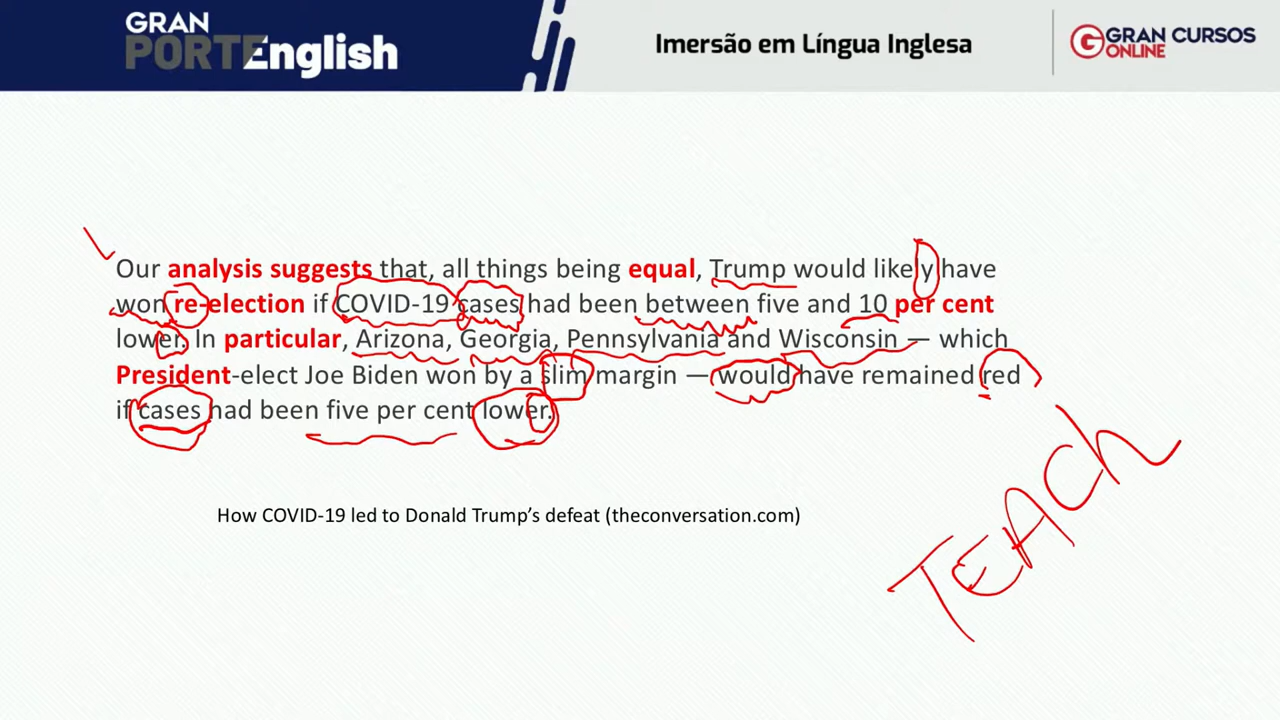 GRAN
PORTEnglish
Imersão em Língua Inglesa
GRAN CURSOS
ONLINE
Our analysis suggests that, all things being equal, Trump would likely have
won re-election if COVID-19 cases had been between five and 10 per cent
lower. In particular, Arizona, Georgia, Pennsylvania and Wisconsin — which
President-elect Joe Biden won by a slim margin — would have remained red
if cases had been five per cent lower.
How COVID-19 led to Donald Trump’s defeat (theconversation.com)
TEACh